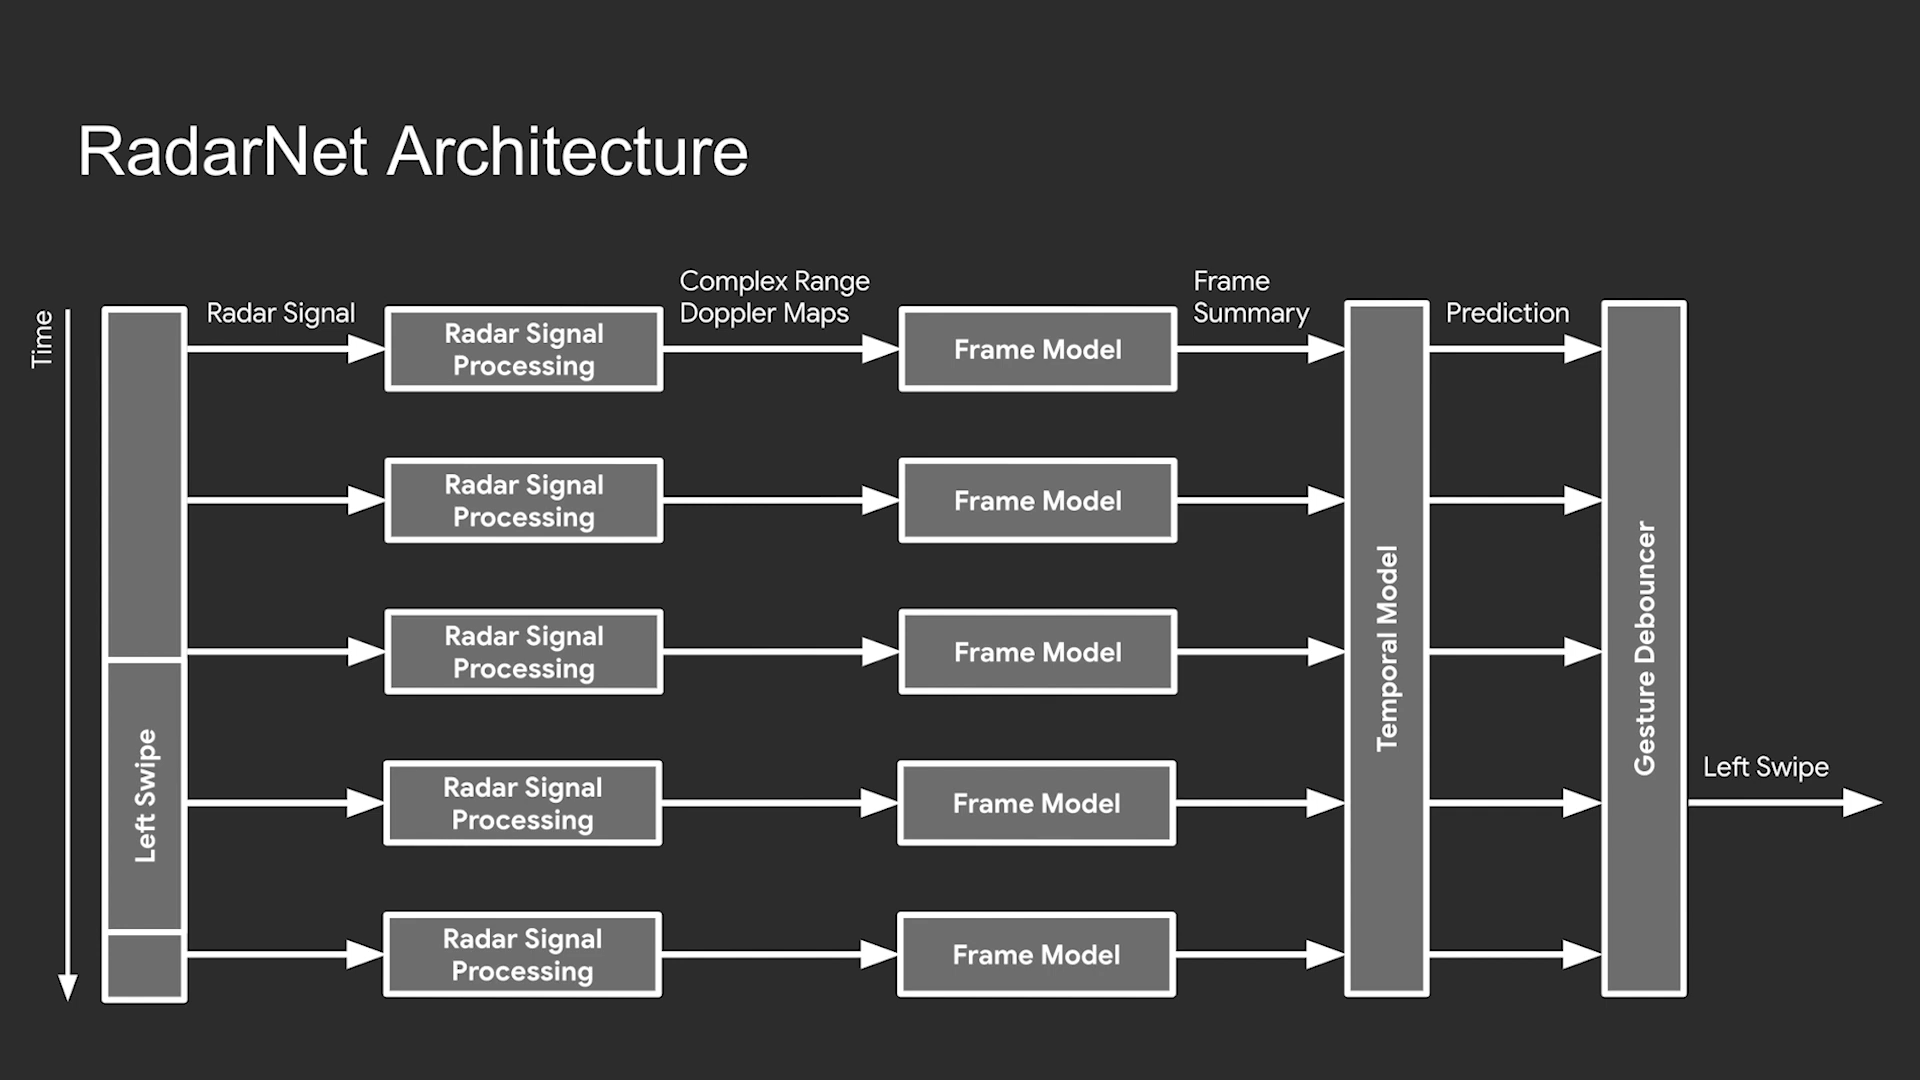 RadarNet Architecture
Time
Radar Signal
Complex Range
Doppler Maps
Frame
Summary
Prediction
Radar Signal
Processing
Frame Model
Radar Signal
Processing
Frame Model
Radar Signal
Processing
Frame Model
Left Swipe
Radar Signal
Processing
Frame Model
Radar Signal
Processing
Frame Model
Temporal Model
Gesture Debouncer
Left Swipe